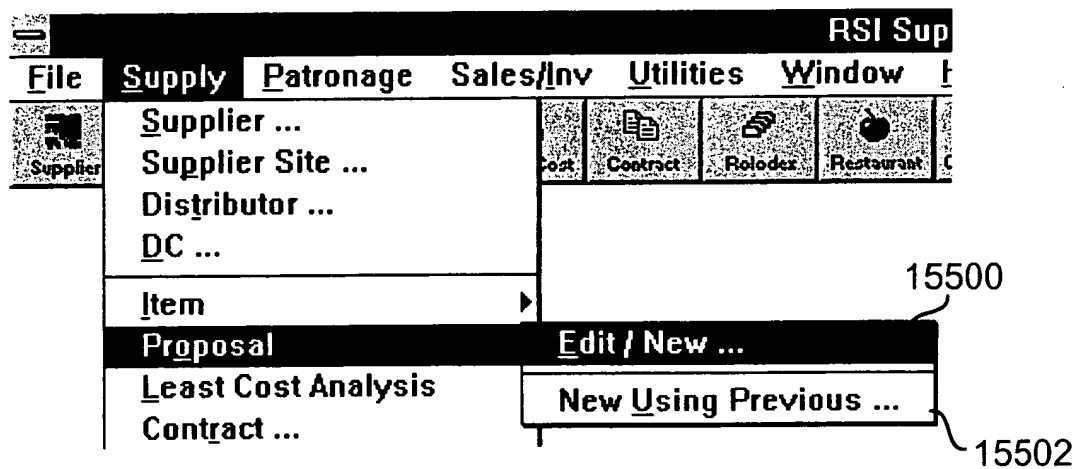 RSI Sup
File Supply Patronage Sales/Inv Utilities Window
Supplier Cost Contract Rolodex Restaurant
Supplier ...
Supplier Site ...
Distributor ...
DC ...
Item
Proposal
Least Cost Analysis
Contract ...
Edit / New ...
New Using Previous ...
15500
15502